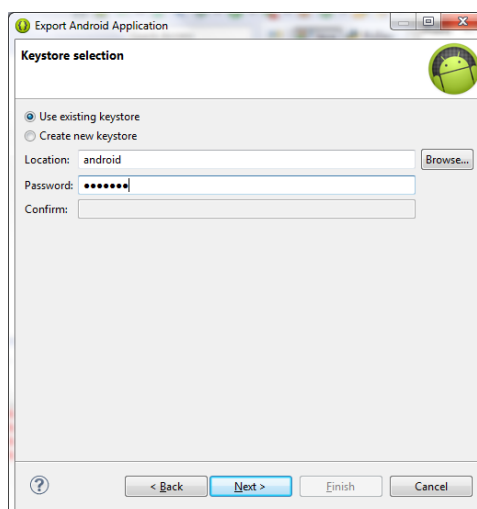 Export Android Application
Keystore selection
Use existing keystore
Create new keystore
Location: android Browse...
Password: •••••••
Confirm:
? < Back Next > Finish Cancel